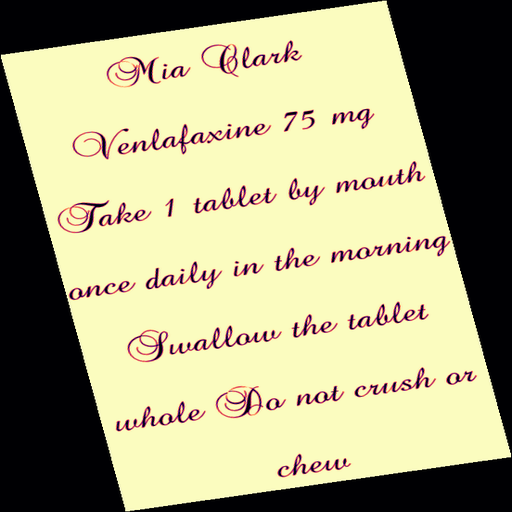 Mia Clark
Venlafaxine 75 mg
Take 1 tablet by mouth
once daily in the morning
Swallow the tablet
whole Do not crush or
chew